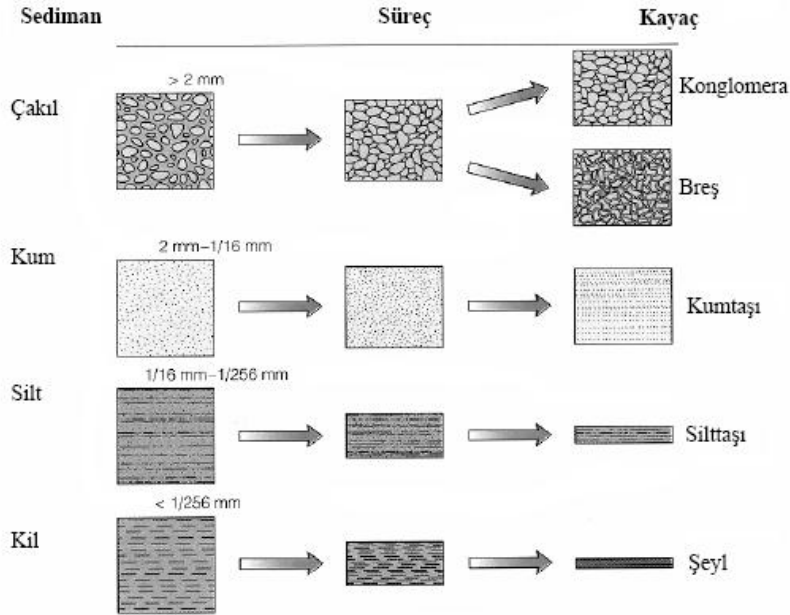 Sediman Süreç Kayaç
> 2 mm
Çakıl
Konglomera
Breş
2 mm–1/16 mm
Kum
Kumtaşı
1/16 mm–1/256 mm
Silt
Silttaşı
< 1/256 mm
Kil
Şeyl